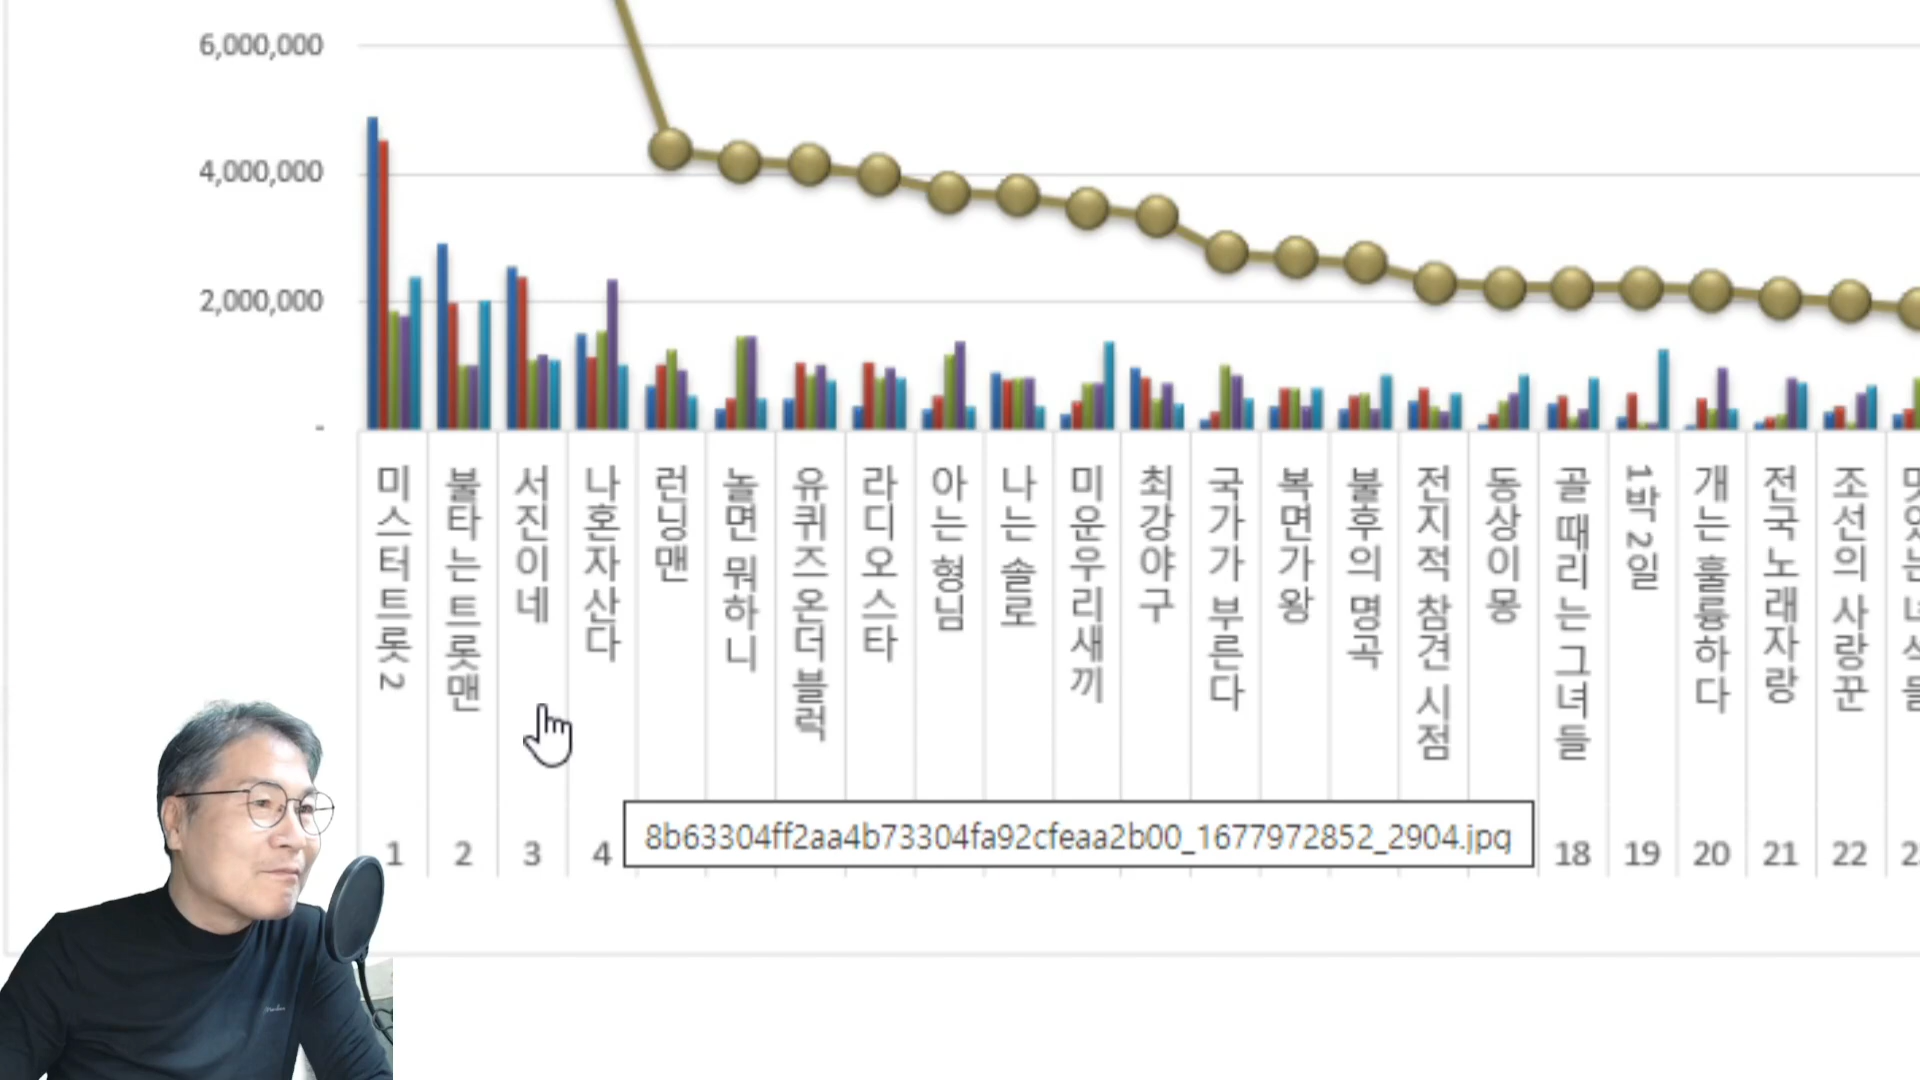 6,000,000
4,000,000
2,000,000
-
미스터트롯2
불타는 트롯맨
서진이네
나혼자산다
런닝맨
놀면 뭐하니
유퀴즈온더블럭
라디오스타
아는 형님
나는 솔로
미운우리새끼
최강야구
국가가 부른다
복면가왕
불후의 명곡
전지적 참견 시점
동상이몽
골 때리는그녀들
1박 2일
개는 훌륭하다
전국노래자랑
조선의 사랑꾼
1
2
3
4
8b63304ff2aa4b73304fa92cfeaa2b00_1677972852_2904.jpg
18
19
20
21
22